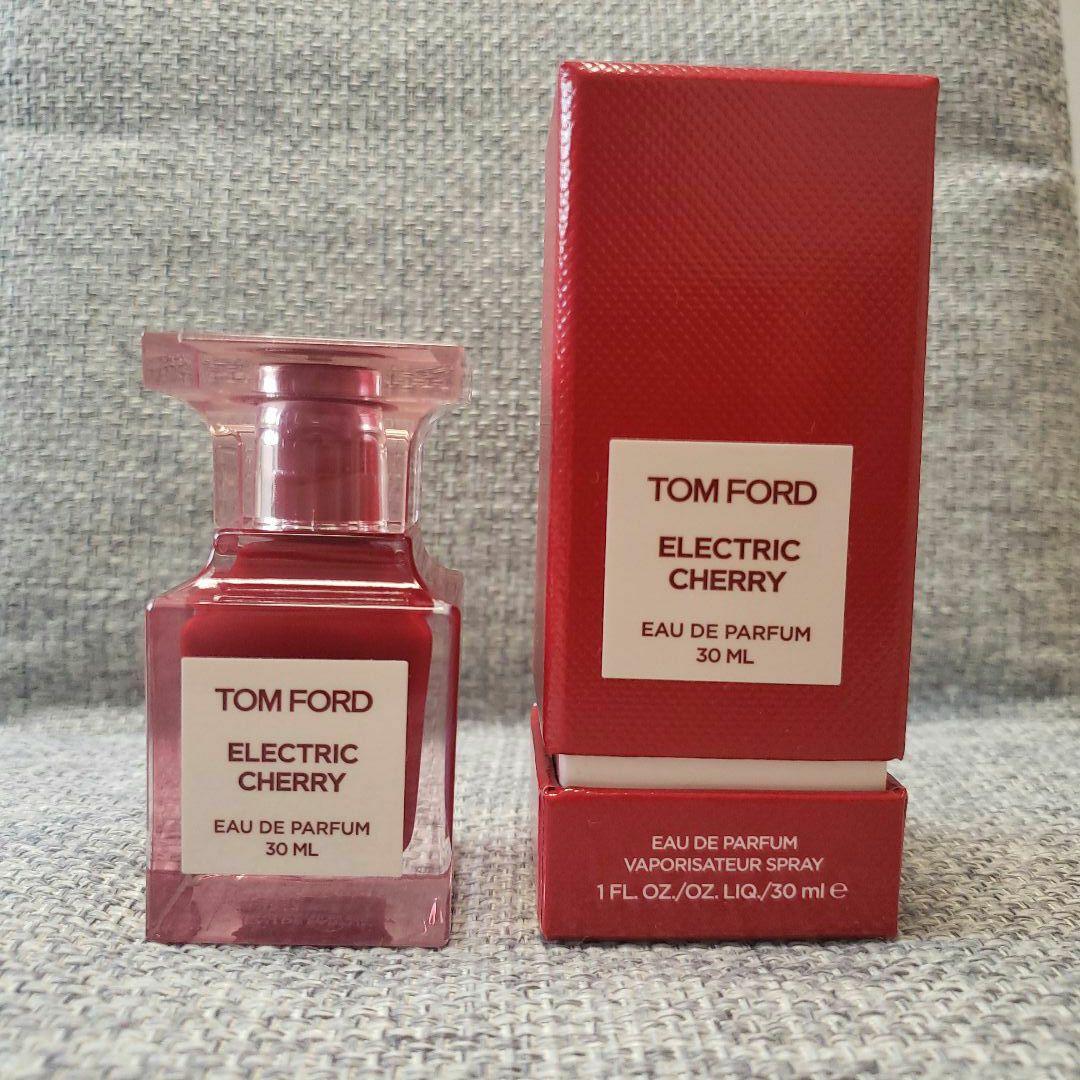 TOM FORD
ELECTRIC
CHERRY
EAU DE PARFUM
30 ML
TOM FORD
ELECTRIC
CHERRY
EAU DE PARFUM
30 ML
EAU DE PARFUM
VAPORISATEUR SPRAY
1 FL. OZ./OZ. LIQ./30 ml ℮